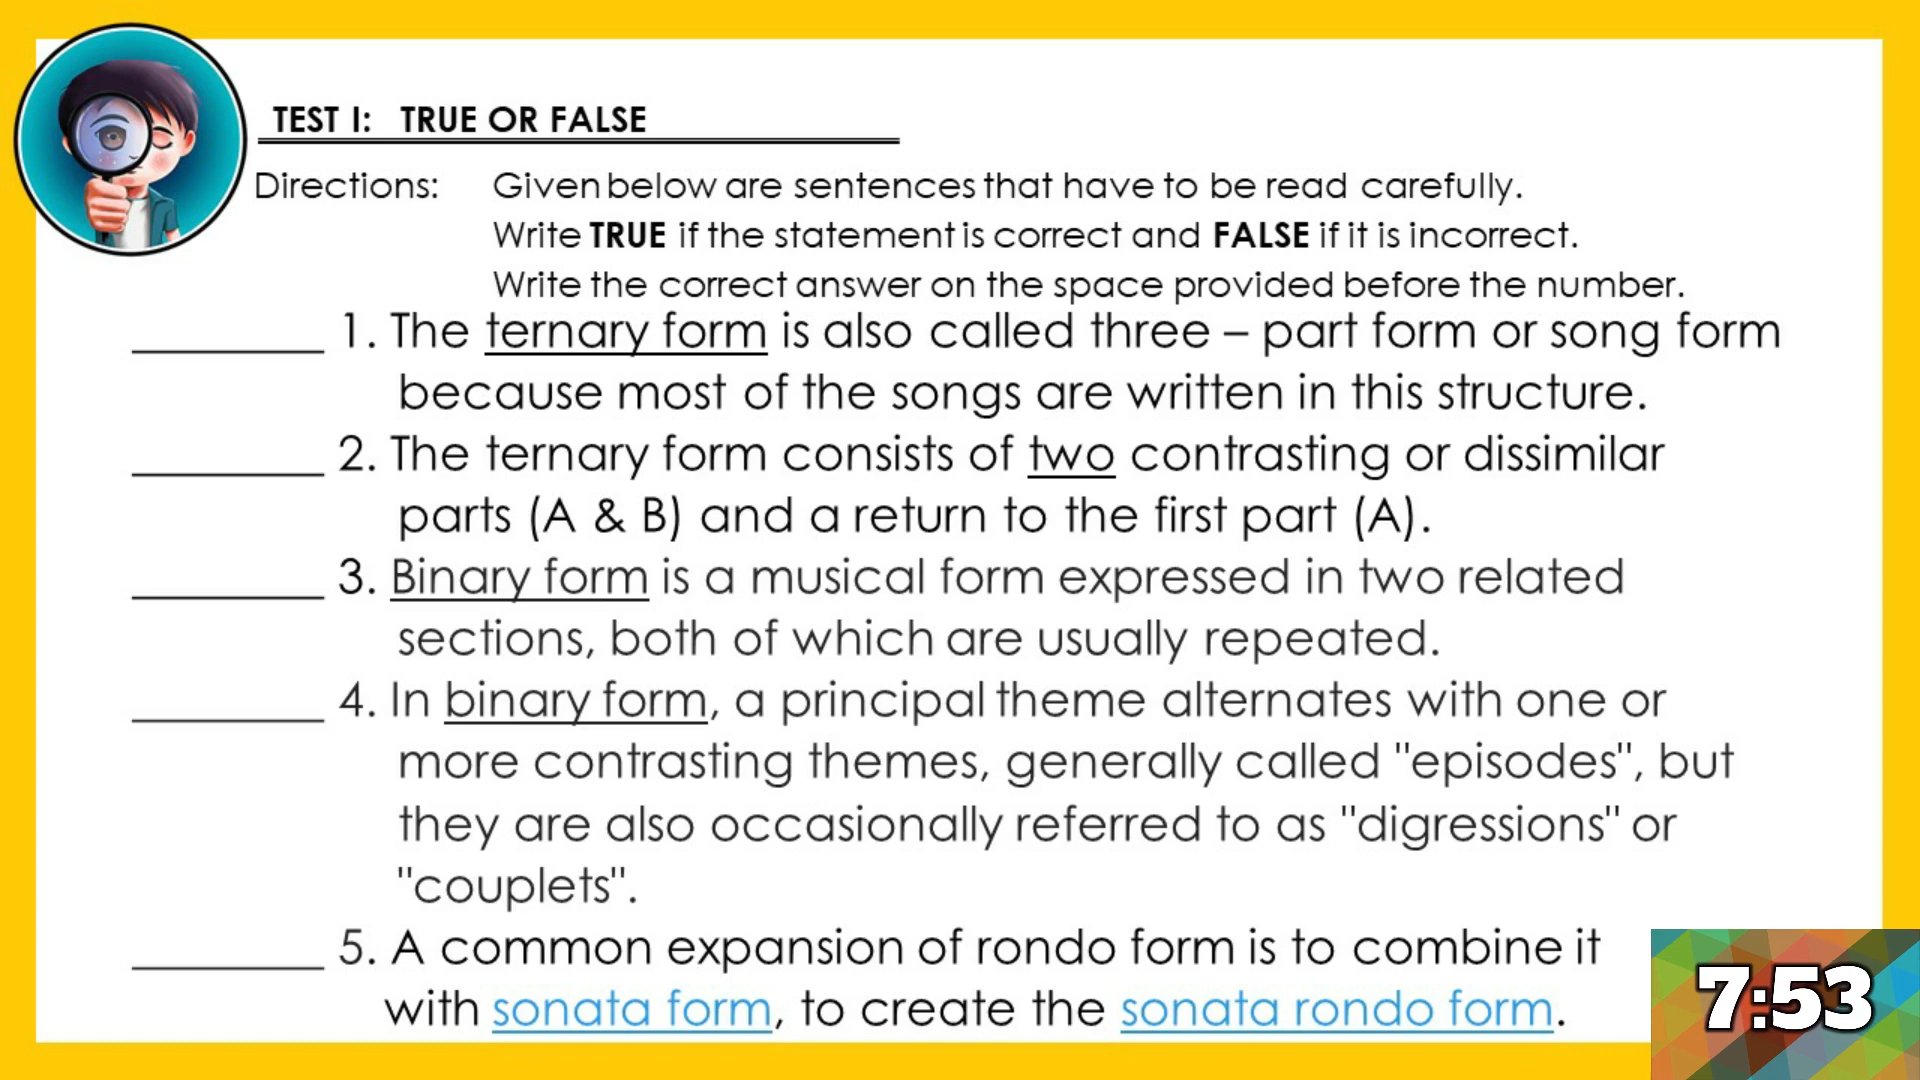 TEST I: TRUE OR FALSE
Directions: Given below are sentences that have to be read carefully.
Write TRUE if the statement is correct and FALSE if it is incorrect.
Write the correct answer on the space provided before the number.
________ 1. The ternary form is also called three – part form or song form
because most of the songs are written in this structure.
________ 2. The ternary form consists of two contrasting or dissimilar
parts (A & B) and a return to the first part (A).
________ 3. Binary form is a musical form expressed in two related
sections, both of which are usually repeated.
________ 4. In binary form, a principal theme alternates with one or
more contrasting themes, generally called "episodes", but
they are also occasionally referred to as "digressions" or
"couplets".
________ 5. A common expansion of rondo form is to combine it
with sonata form, to create the sonata rondo form.
7:53